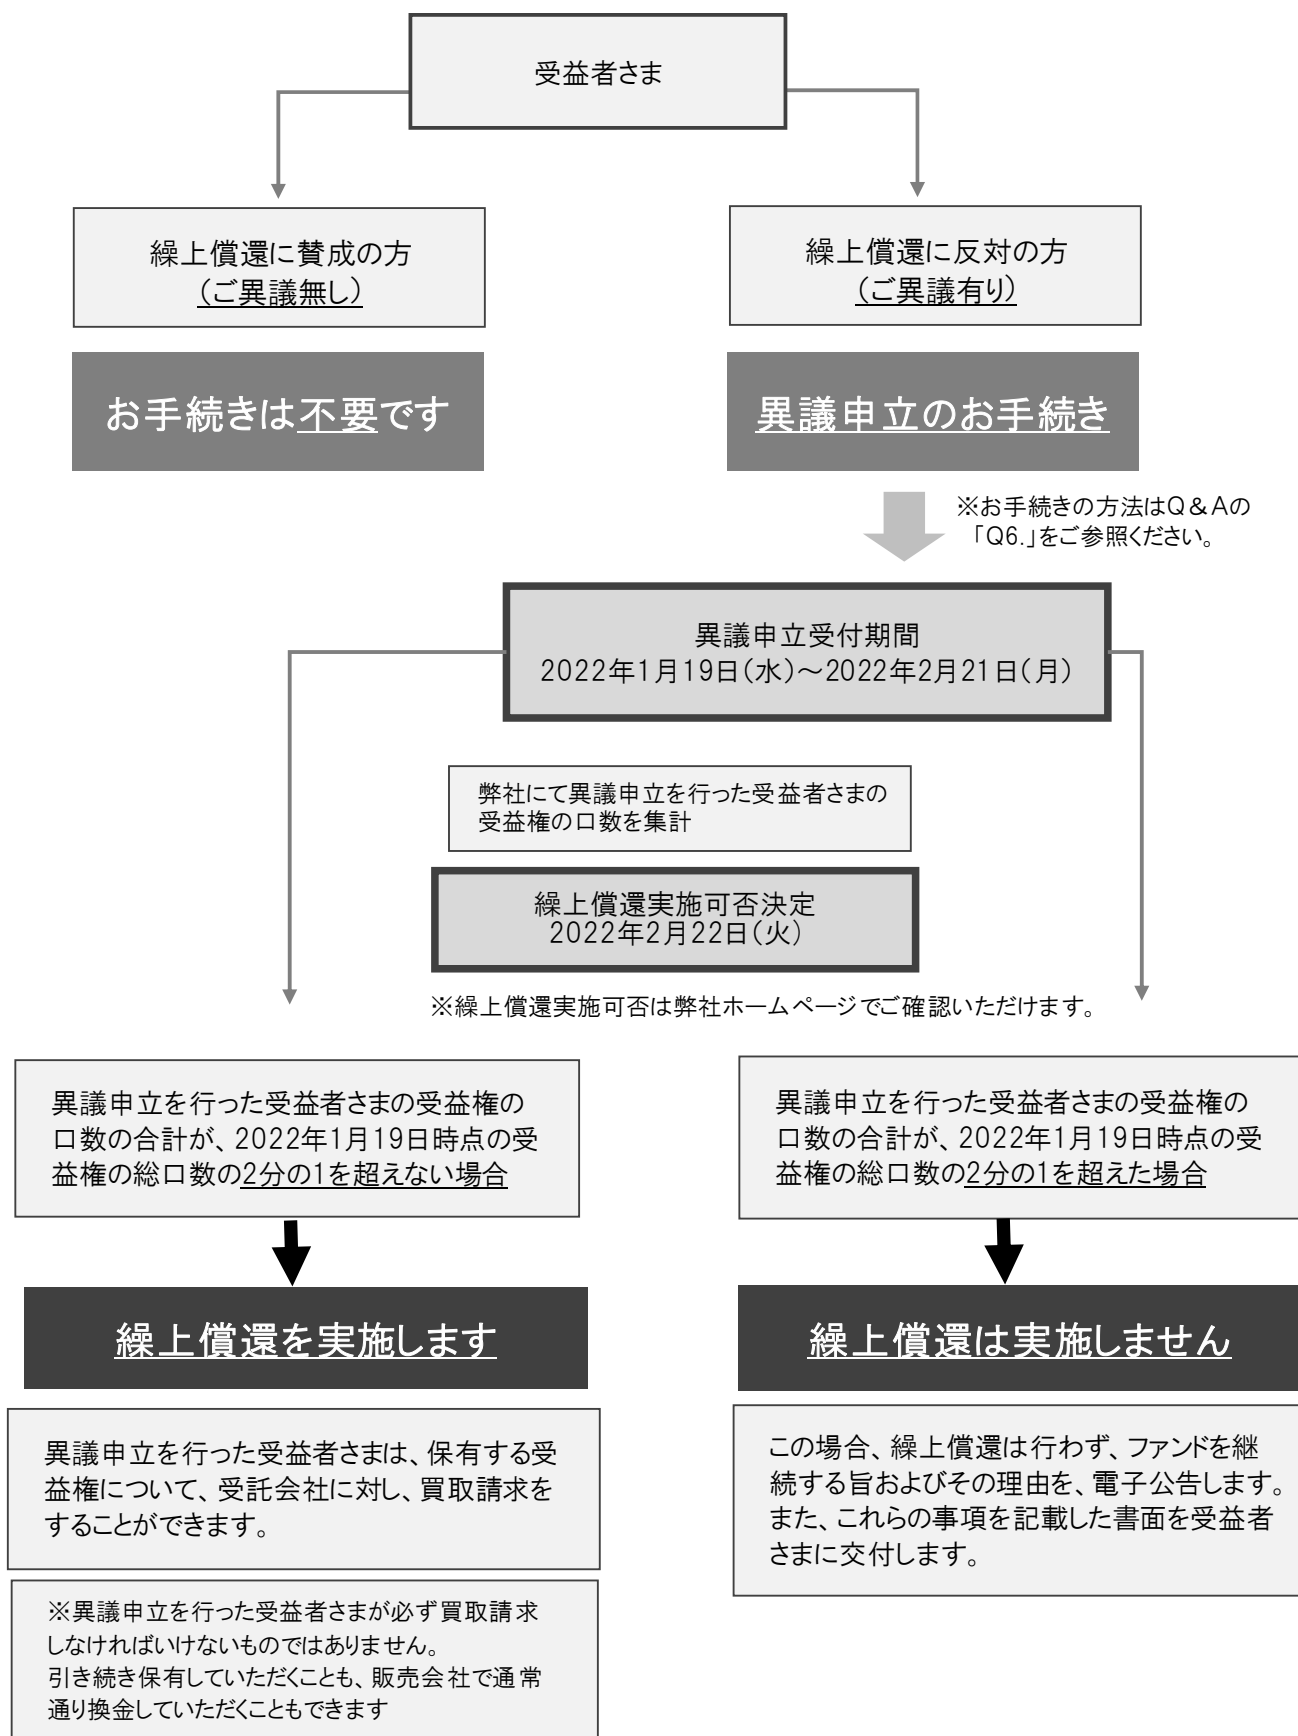 受益者さま
繰上償還に賛成の方
（ご異議無し）
繰上償還に反対の方
（ご異議有り）
お手続きは不要です
異議申立のお手続き
※お手続きの方法はQ＆Aの
「Q6.」をご参照ください。
異議申立受付期間
2022年1月19日（水）～2022年2月21日（月）
弊社にて異議申立を行った受益者さまの
受益権の口数を集計
繰上償還実施可否決定
2022年2月22日（火）
※繰上償還実施可否は弊社ホームページでご確認いただけます。
異議申立を行った受益者さまの受益権の
口数の合計が、2022年1月19日時点の受
益権の総口数の2分の1を超えない場合
異議申立を行った受益者さまの受益権の
口数の合計が、2022年1月19日時点の受
益権の総口数の2分の1を超えた場合
繰上償還を実施します
繰上償還は実施しません
異議申立を行った受益者さまは、保有する受
益権について、受託会社に対し、買取請求を
することができます。
この場合、繰上償還は行わず、ファンドを継
続する旨およびその理由を、電子公告します。
また、これらの事項を記載した書面を受益者
さまに交付します。
※異議申立を行った受益者さまが必ず買取請求
しなければいけないものではありません。
引き続き保有していただくことも、販売会社で通常
通り換金していただくこともできます